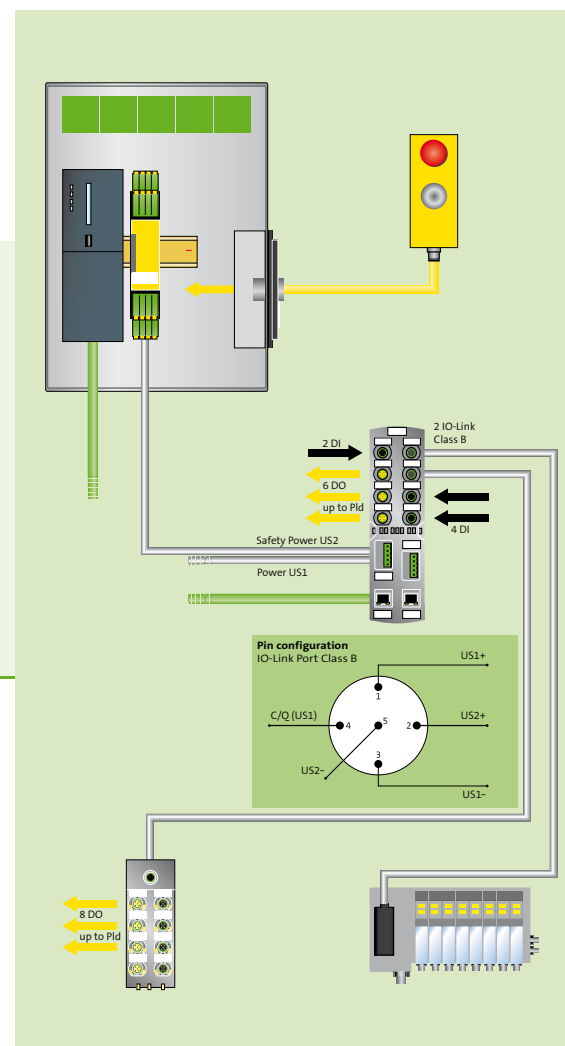 2 IO-Link
Class B
2 DI
6 DO
up to Pld
4 DI
Safety Power US2
Power US1
Pin configuration
IO-Link Port Class B
US1+
1
C/Q (US1)
4
5
2
US2+
3
US2–
US1–
8 DO
up to Pld